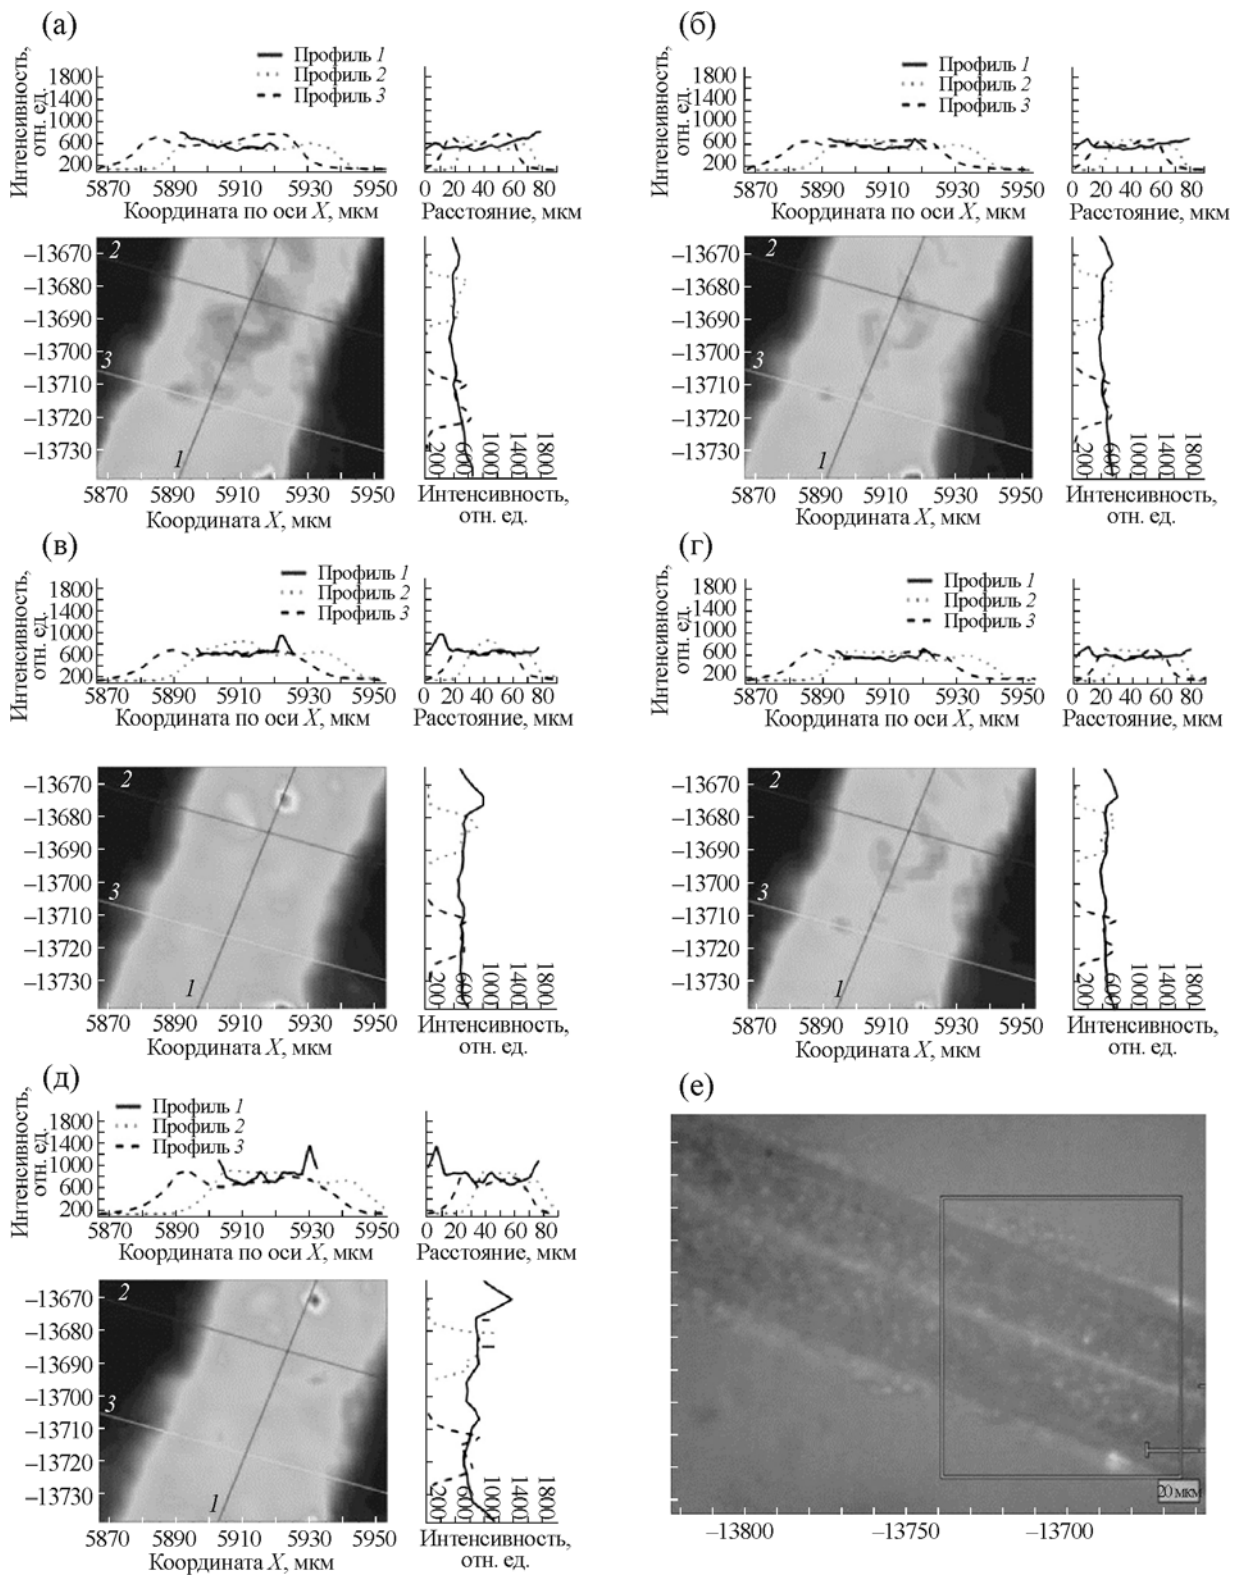 (а)
Интенсивность,
отн. ед.
1800
1400
1000
600
200
Профиль 1
Профиль 2
Профиль 3
5870 5890 5910 5930 5950
Координата по оси X, мкм
0 20 40 60 80
Расстояние, мкм
–13670
–13680
–13690
–13700
–13710
–13720
–13730
2
3
1
5870 5890 5910 5930 5950
Координата X, мкм
200 600 1000 1400 1800
Интенсивность,
отн. ед.
(б)
Интенсивность,
отн. ед.
1800
1400
1000
600
200
Профиль 1
Профиль 2
Профиль 3
5870 5890 5910 5930 5950
Координата по оси X, мкм
0 20 40 60 80
Расстояние, мкм
–13670
–13680
–13690
–13700
–13710
–13720
–13730
2
3
1
5870 5890 5910 5930 5950
Координата X, мкм
200 600 1000 1400 1800
Интенсивность,
отн. ед.
(в)
Интенсивность,
отн. ед.
1800
1400
1000
600
200
Профиль 1
Профиль 2
Профиль 3
5870 5890 5910 5930 5950
Координата по оси X, мкм
0 20 40 60 80
Расстояние, мкм
–13670
–13680
–13690
–13700
–13710
–13720
–13730
2
3
1
5870 5890 5910 5930 5950
Координата X, мкм
200 600 1000 1400 1800
Интенсивность,
отн. ед.
(г)
Интенсивность,
отн. ед.
1800
1400
1000
600
200
Профиль 1
Профиль 2
Профиль 3
5870 5890 5910 5930 5950
Координата по оси X, мкм
0 20 40 60 80
Расстояние, мкм
–13670
–13680
–13690
–13700
–13710
–13720
–13730
2
3
1
5870 5890 5910 5930 5950
Координата X, мкм
200 600 1000 1400 1800
Интенсивность,
отн. ед.
(д)
Интенсивность,
отн. ед.
1800
1400
1000
600
200
Профиль 1
Профиль 2
Профиль 3
5870 5890 5910 5930 5950
Координата по оси X, мкм
0 20 40 60 80
Расстояние, мкм
–13670
–13680
–13690
–13700
–13710
–13720
–13730
2
3
1
5870 5890 5910 5930 5950
Координата X, мкм
200 600 1000 1400 1800
Интенсивность,
отн. ед.
(е)
20 мкм
–13800 –13750 –13700